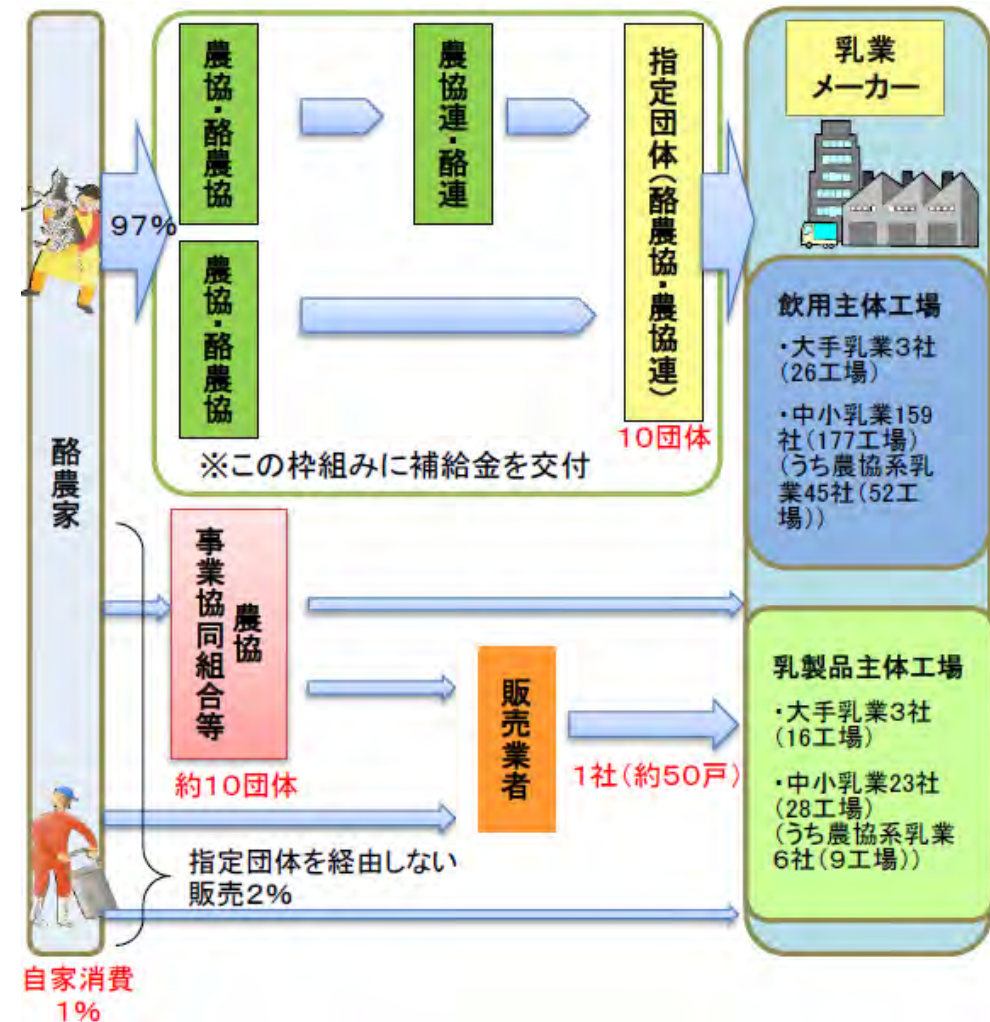 酪農家
97%
農協・酪農協
農協連・酪連
農協・酪農協
指定団体(酪農協・農協連)
10団体
※この枠組みに補給金を交付
乳業
メーカー
飲用主体工場
・大手乳業3社
(26工場)
・中小乳業159
社(177工場)
(うち農協系乳
業45社(52工
場))
農協
事業協同組合等
約10団体
販売業者
1社(約50戸)
乳製品主体工場
・大手乳業3社
(16工場)
・中小乳業23社
(28工場)
(うち農協系乳業
6社(9工場))
指定団体を経由しない
販売2%
自家消費
1%